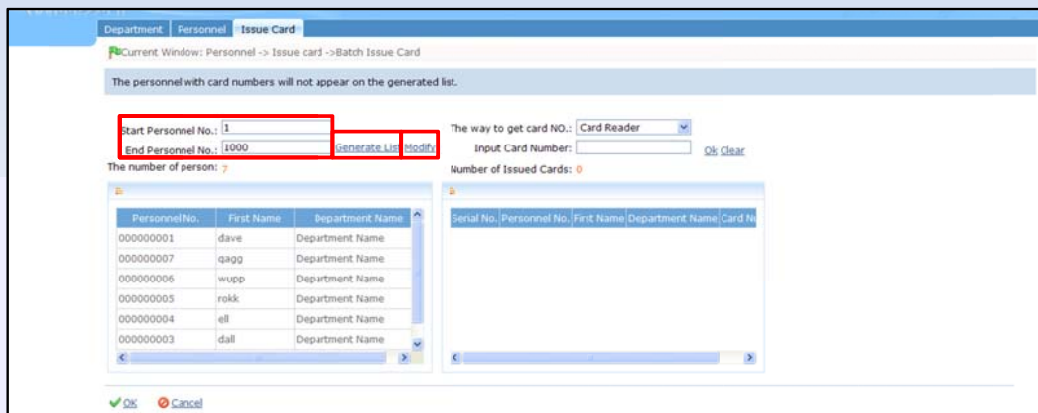 Department Personnel Issue Card
Current Window: Personnel -> Issue card ->Batch Issue Card
The personnel with card numbers will not appear on the generated list.
Start Personnel No.: 1
The way to get card NO.: Card Reader
End Personnel No.: 1000 Generate List Modify
Input Card Number: Ok Clear
The number of person: 7
Number of Issued Cards: 0
PersonnelNo. First Name Department Name
000000001 dave Department Name
000000007 qagg Department Name
000000006 wupp Department Name
000000005 rokk Department Name
000000004 ell Department Name
000000003 dall Department Name
Serial No. Personnel No. First Name Department Name Card Nu
OK Cancel